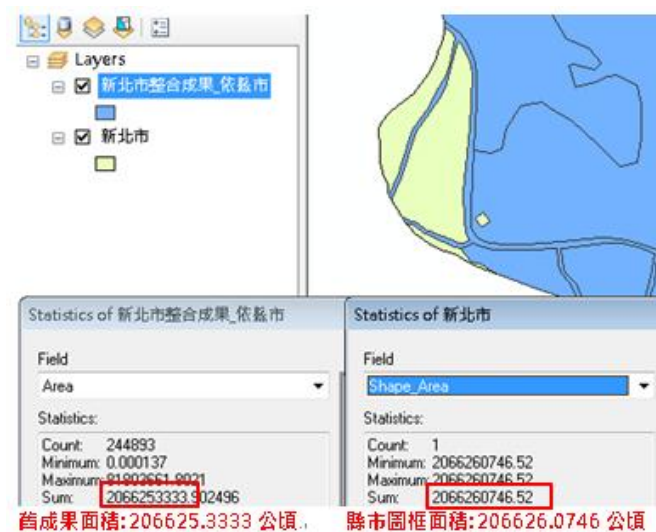 Layers
新北市整合成果_依縣市
新北市
Statistics of 新北市整合成果_依縣市
Field
Area
Statistics:
Count: 244893
Minimum: 0.000137
Maximum: 81803661.8021
Sum: 2066253333.902496
舊成果面積:206625.3333 公頃.
Statistics of 新北市
Field
Shape_Area
Statistics:
Count: 1
Minimum: 2066260746.52
Maximum: 2066260746.52
Sum: 2066260746.52
縣市圖框面積:206626.0746 公頃